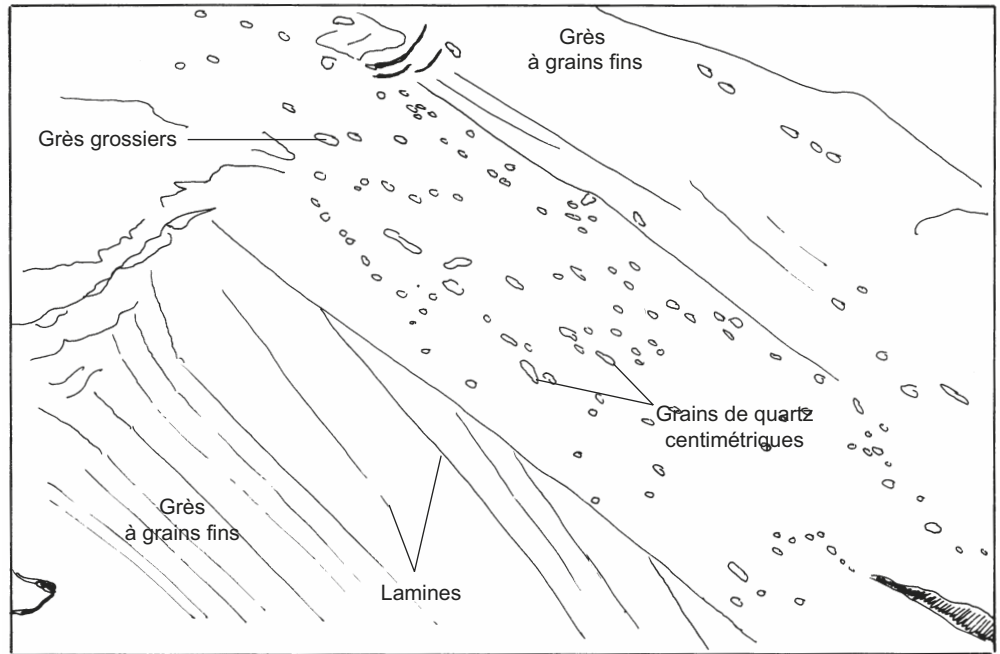 Grès
à grains fins
Grès grossiers
Grains de quartz
centimétriques
Grès
à grains fins
Lamines